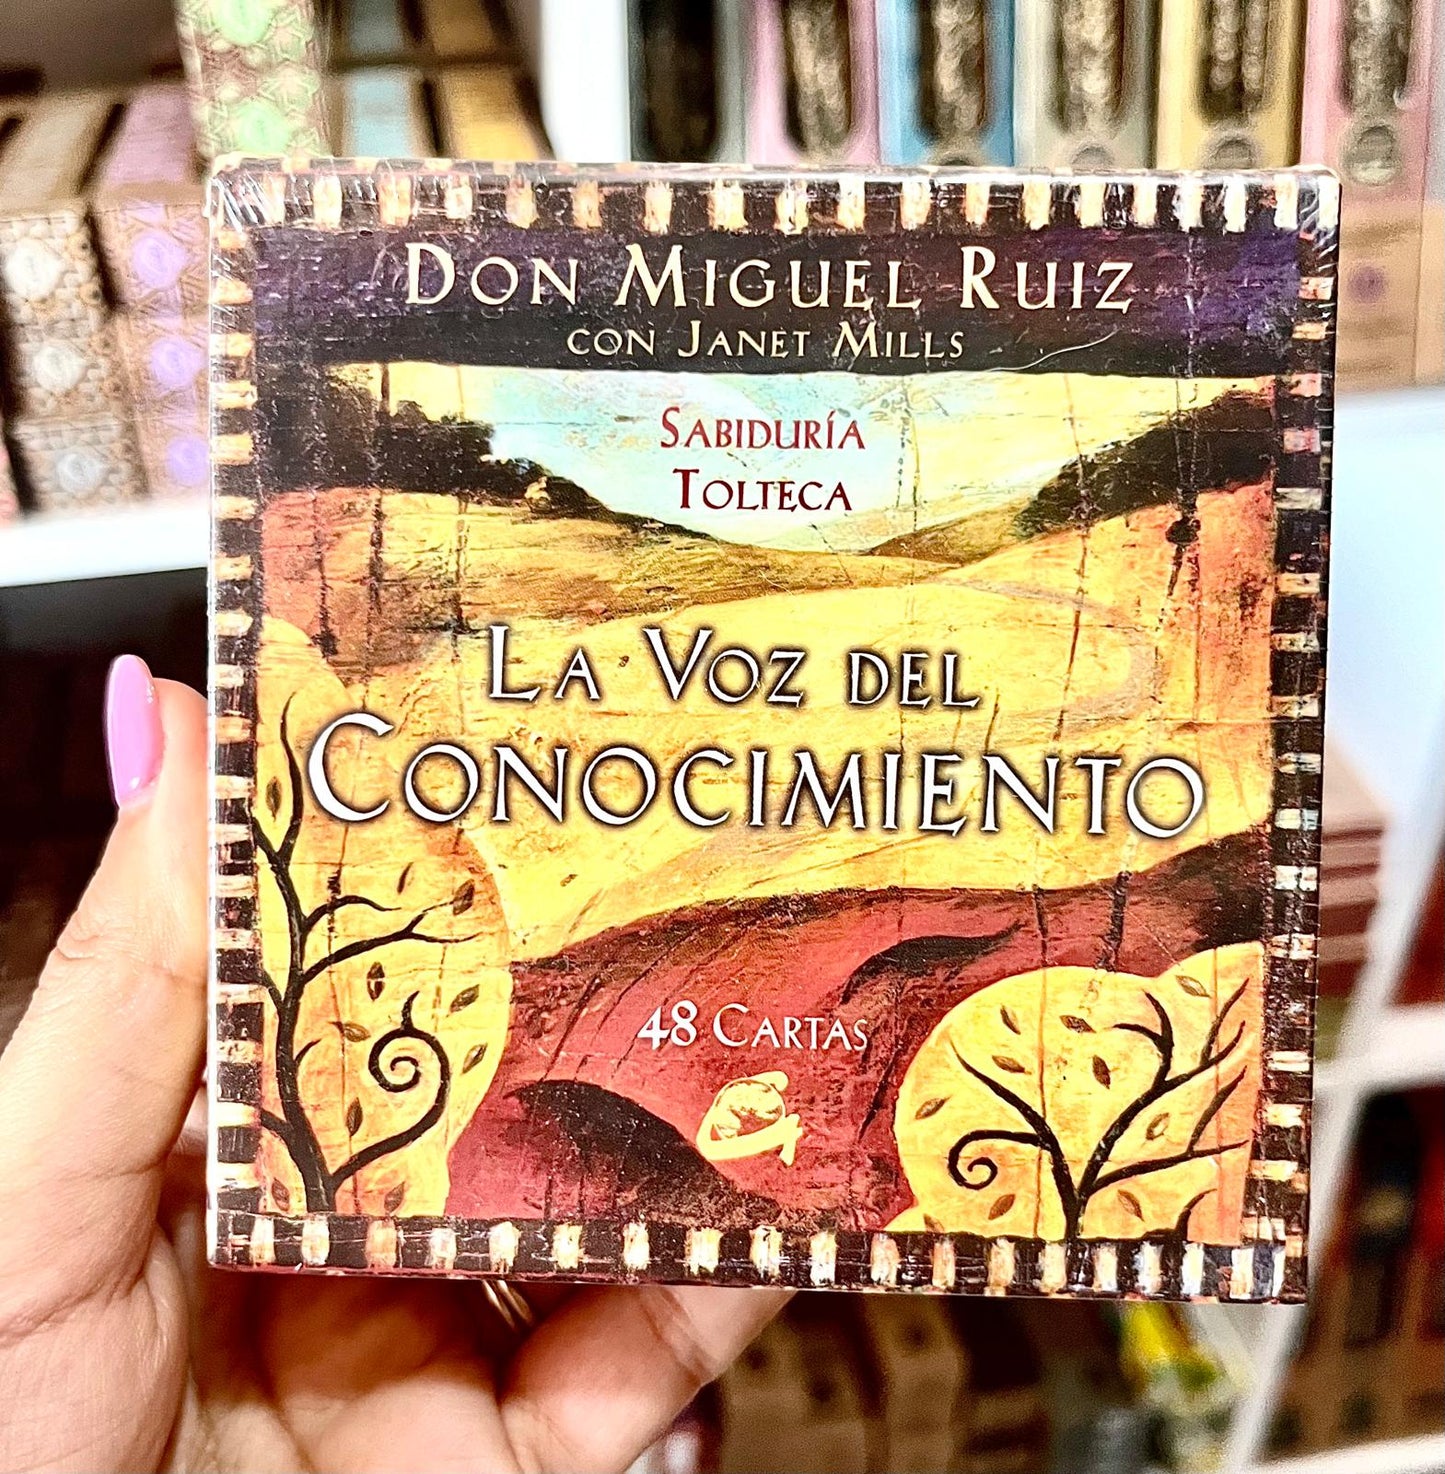 Don Miguel Ruiz
con Janet Mills
Sabiduría
Tolteca
La Voz del
Conocimiento
48 Cartas